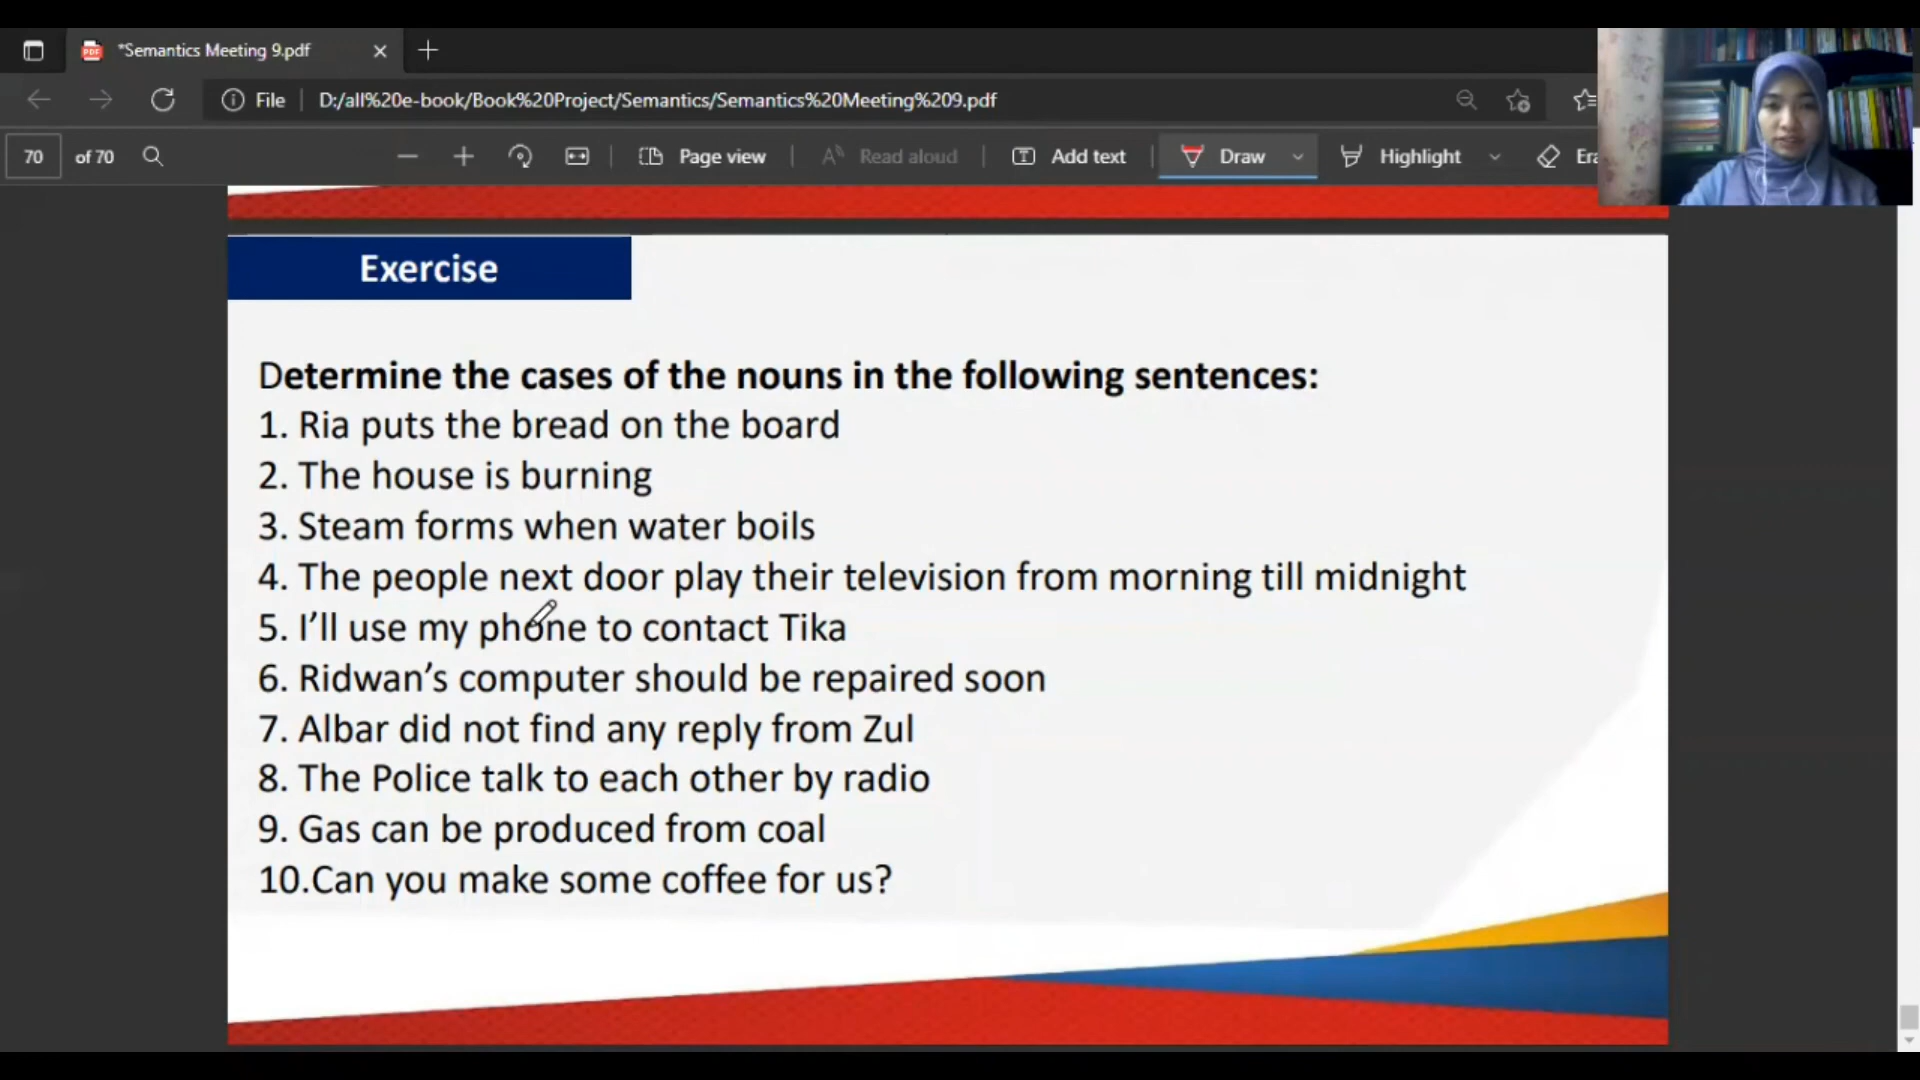 *Semantics Meeting 9.pdf
File
D:/all%20e-book/Book%20Project/Semantics/Semantics%20Meeting%209.pdf
70
of 70
Page view
Read aloud
Add text
Draw
Highlight
Exercise
Determine the cases of the nouns in the following sentences:
1. Ria puts the bread on the board
2. The house is burning
3. Steam forms when water boils
4. The people next door play their television from morning till midnight
5. I’ll use my phone to contact Tika
6. Ridwan’s computer should be repaired soon
7. Albar did not find any reply from Zul
8. The Police talk to each other by radio
9. Gas can be produced from coal
10.Can you make some coffee for us?